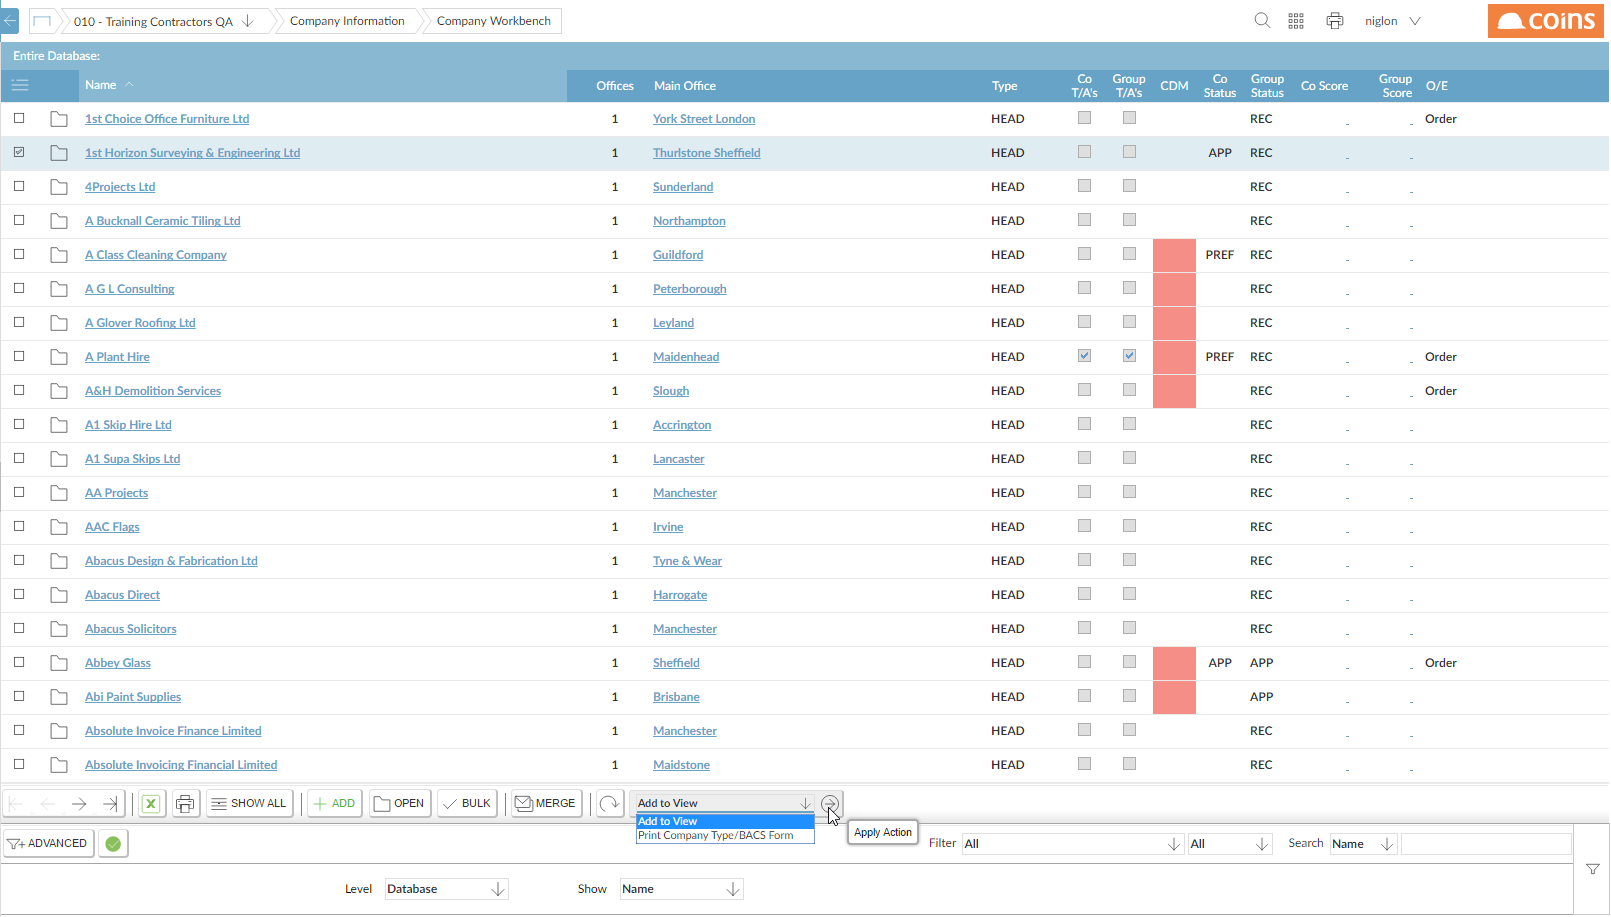 010 - Training Contractors QA
Company Information
Company Workbench
niglon
COINS
Entire Database:
Name Offices Main Office Type Co T/A's Group T/A's CDM Co Status Group Status Co Score Group Score O/E
1st Choice Office Furniture Ltd 1 York Street London HEAD REC - - Order
1st Horizon Surveying & Engineering Ltd 1 Thurlstone Sheffield HEAD APP REC - -
4Projects Ltd 1 Sunderland HEAD REC - -
A Bucknall Ceramic Tiling Ltd 1 Northampton HEAD REC - -
A Class Cleaning Company 1 Guildford HEAD PREF REC - -
A G L Consulting 1 Peterborough HEAD REC - -
A Glover Roofing Ltd 1 Leyland HEAD REC - -
A Plant Hire 1 Maidenhead HEAD PREF REC - - Order
A&H Demolition Services 1 Slough HEAD REC - - Order
A1 Skip Hire Ltd 1 Accrington HEAD REC - -
A1 Supa Skips Ltd 1 Lancaster HEAD REC - -
AA Projects 1 Manchester HEAD REC - -
AAC Flags 1 Irvine HEAD REC - -
Abacus Design & Fabrication Ltd 1 Tyne & Wear HEAD REC - -
Abacus Direct 1 Harrogate HEAD REC - -
Abacus Solicitors 1 Manchester HEAD REC - -
Abbey Glass 1 Sheffield HEAD APP APP - - Order
Abi Paint Supplies 1 Brisbane HEAD APP - -
Absolute Invoice Finance Limited 1 Manchester HEAD REC - -
Absolute Invoicing Financial Limited 1 Maidstone HEAD REC - -
X SHOW ALL + ADD OPEN BULK MERGE Add to View
Add to View
Print Company Type/BACS Form
Apply Action
ADVANCED Filter All All Search Name
Level Database Show Name